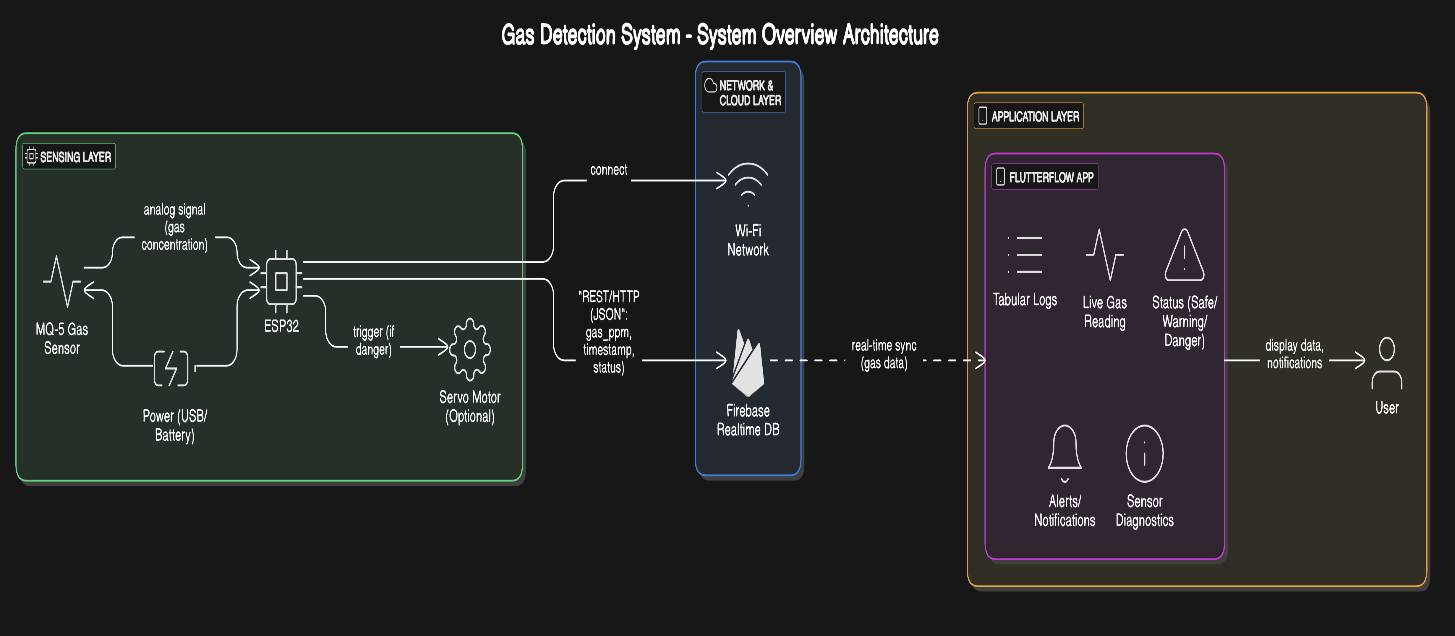 Gas Detection System - System Overview Architecture
SENSING LAYER
analog signal
(gas
concentration)
MQ-5 Gas
Sensor
ESP32
Power (USB/
Battery)
trigger (if
danger)
Servo Motor
(Optional)
connect
"REST/HTTP
(JSON":
gas_ppm,
timestamp,
status)
NETWORK &
CLOUD LAYER
Wi-Fi
Network
Firebase
Realtime DB
real-time sync
(gas data)
APPLICATION LAYER
FLUTTERFLOW APP
Tabular Logs
Live Gas
Reading
Status (Safe/
Warning/
Danger)
Alerts/
Notifications
Sensor
Diagnostics
display data,
notifications
User